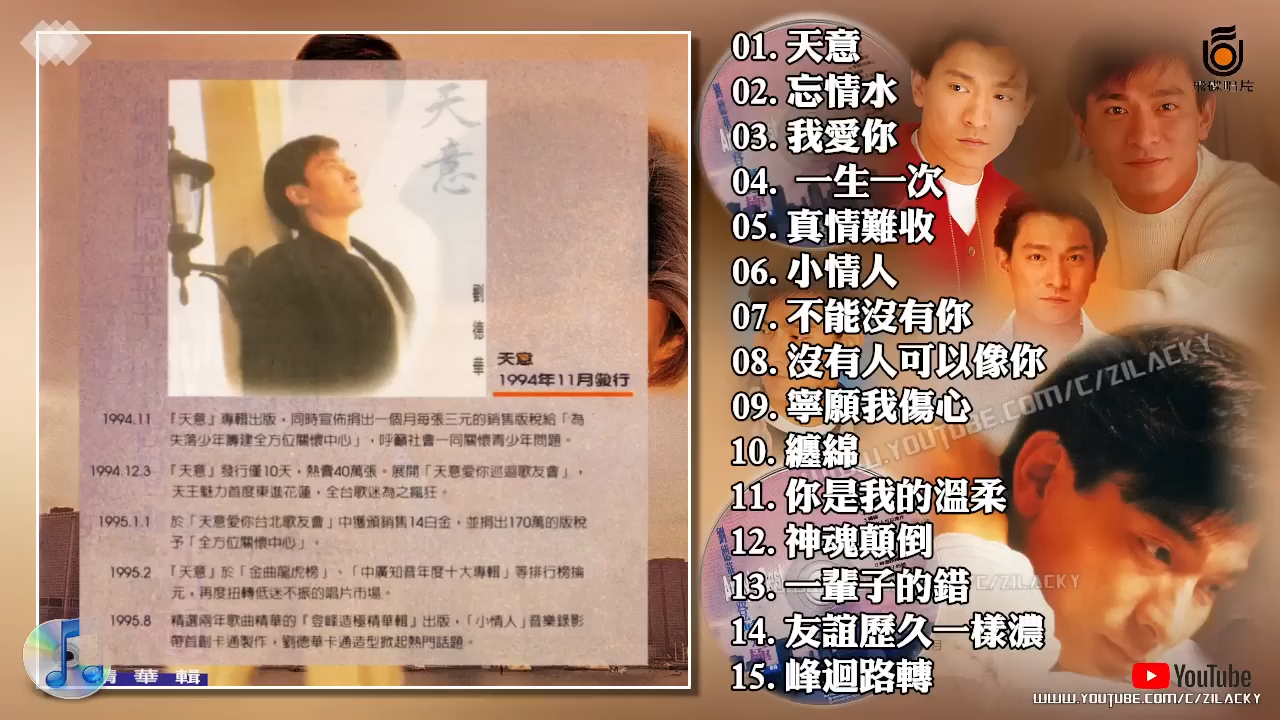 天意
劉德華
天意
1994年11月發行
1994.11 『天意』專輯出版，同時宣佈捐出一個月每張三元的銷售版稅給「為
失落少年籌建全方位關懷中心」，呼籲社會一同關懷青少年問題。
1994.12.3 『天意』發行僅10天，熱賣40萬張。展開「天意愛你巡迴歌友會」，
天王魅力首度東進花蓮，全台歌迷為之瘋狂。
1995.1.1 於「天意愛你台北歌友會」中獲頒銷售14白金，並捐出170萬的版稅
予「全方位關懷中心」。
1995.2 『天意』於「金曲龍虎榜」、「中廣知音年度十大專輯」等排行榜掄
元，再度扭轉低迷不振的唱片市場。
1995.8 精選兩年歌曲精華的『登峰造極精華輯』出版，「小情人」音樂錄影
帶首創卡通製作，劉德華卡通造型掀起熱門話題。
精華輯
01. 天意
02. 忘情水
03. 我愛你
04. 一生一次
05. 真情難收
06. 小情人
07. 不能沒有你
08. 沒有人可以像你
09. 寧願我傷心
10. 纏綿
11. 你是我的溫柔
12. 神魂顛倒
13. 一輩子的錯
14. 友誼歷久一樣濃
15. 峰迴路轉
飛碟唱片
WWW.YOUTUBE.COM/C/ZILACKY
YouTube
WWW.YOUTUBE.COM/C/ZILACKY